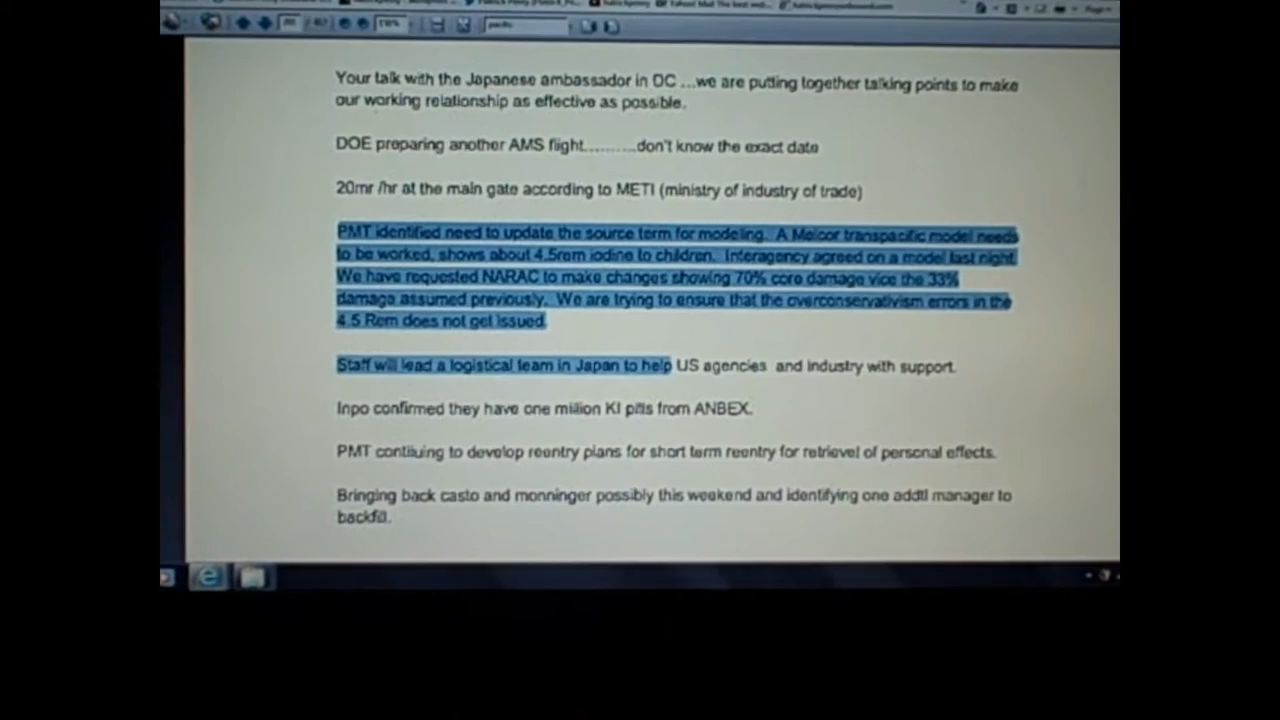 Your talk with the Japanese ambassador in DC ...we are putting together talking points to make
our working relationship as effective as possible.
DOE preparing another AMS flight.........don't know the exact date
20mr /hr at the main gate according to METI (ministry of industry of trade)
PMT identified need to update the source term for modeling. A Melcor transpacific model needs
to be worked, shows about 4.5rem iodine to children. Interagency agreed on a model last night.
We have requested NARAC to make changes showing 70% core damage vice the 33%
damage assumed previously. We are trying to ensure that the overconservativism errors in the
4.5 Rem does not get issued.
Staff will lead a logistical team in Japan to help US agencies and industry with support.
Inpo confirmed they have one million KI pills from ANBEX.
PMT contiiuing to develop reentry plans for short term reentry for retrievel of personal effects.
Bringing back casto and monninger possibly this weekend and identifying one addtl manager to
backfill.